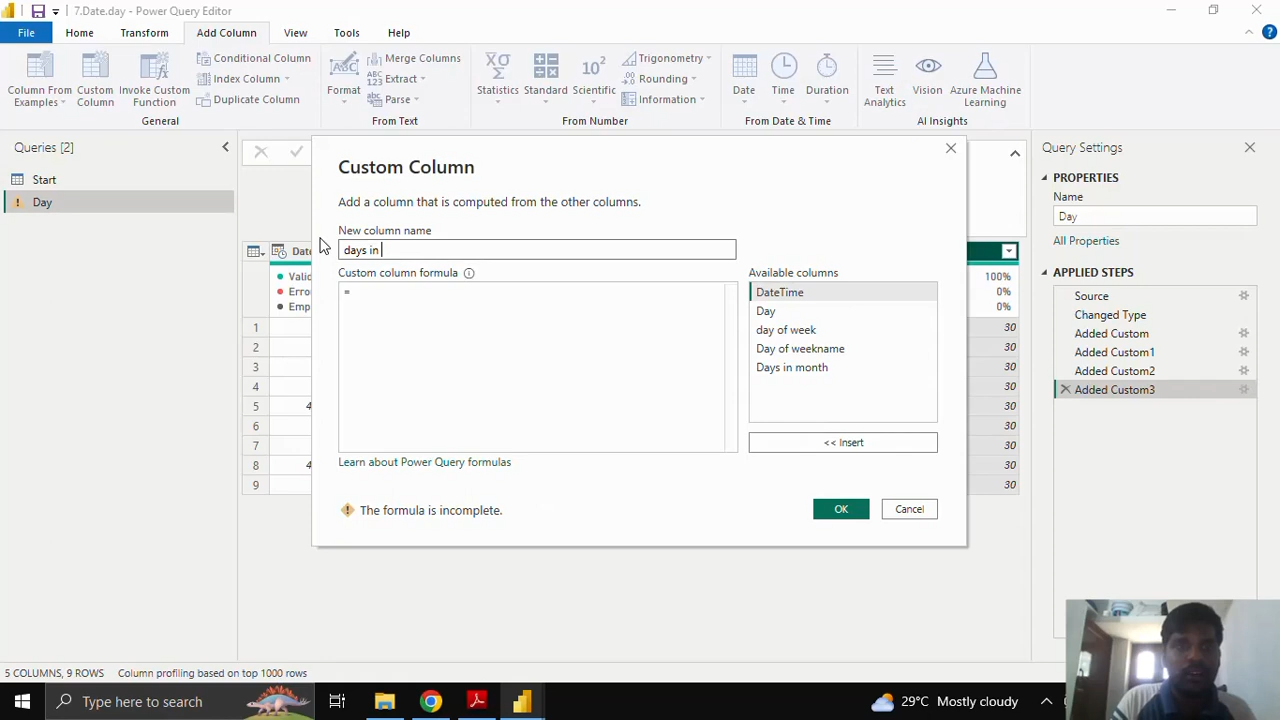 7.Date.day - Power Query Editor
File Home Transform Add Column View Tools Help
Column From Examples
Custom Column
Invoke Custom Function
Conditional Column
Index Column
Duplicate Column
General
Format
Merge Columns
Extract
Parse
From Text
Statistics
Standard
Scientific
Trigonometry
Rounding
Information
From Number
Date
Time
Duration
From Date & Time
Text Analytics
Vision
Azure Machine Learning
AI Insights
Queries [2]
Start
Day
Custom Column
Add a column that is computed from the other columns.
New column name
days in
Custom column formula
=
Available columns
DateTime
Day
day of week
Day of weekname
Days in month
<< Insert
Learn about Power Query formulas
The formula is incomplete.
OK
Cancel
100%
0%
0%
1 30
2 30
3 30
4 30
5 4 30
6 30
7 30
8 4 30
9 30
Query Settings
PROPERTIES
Name
Day
APPLIED STEPS
Source
Changed Type
Added Custom
Added Custom1
Added Custom2
Added Custom3
5 COLUMNS, 9 ROWS Column profiling based on top 1000 rows
Type here to search
29°C Mostly cloudy